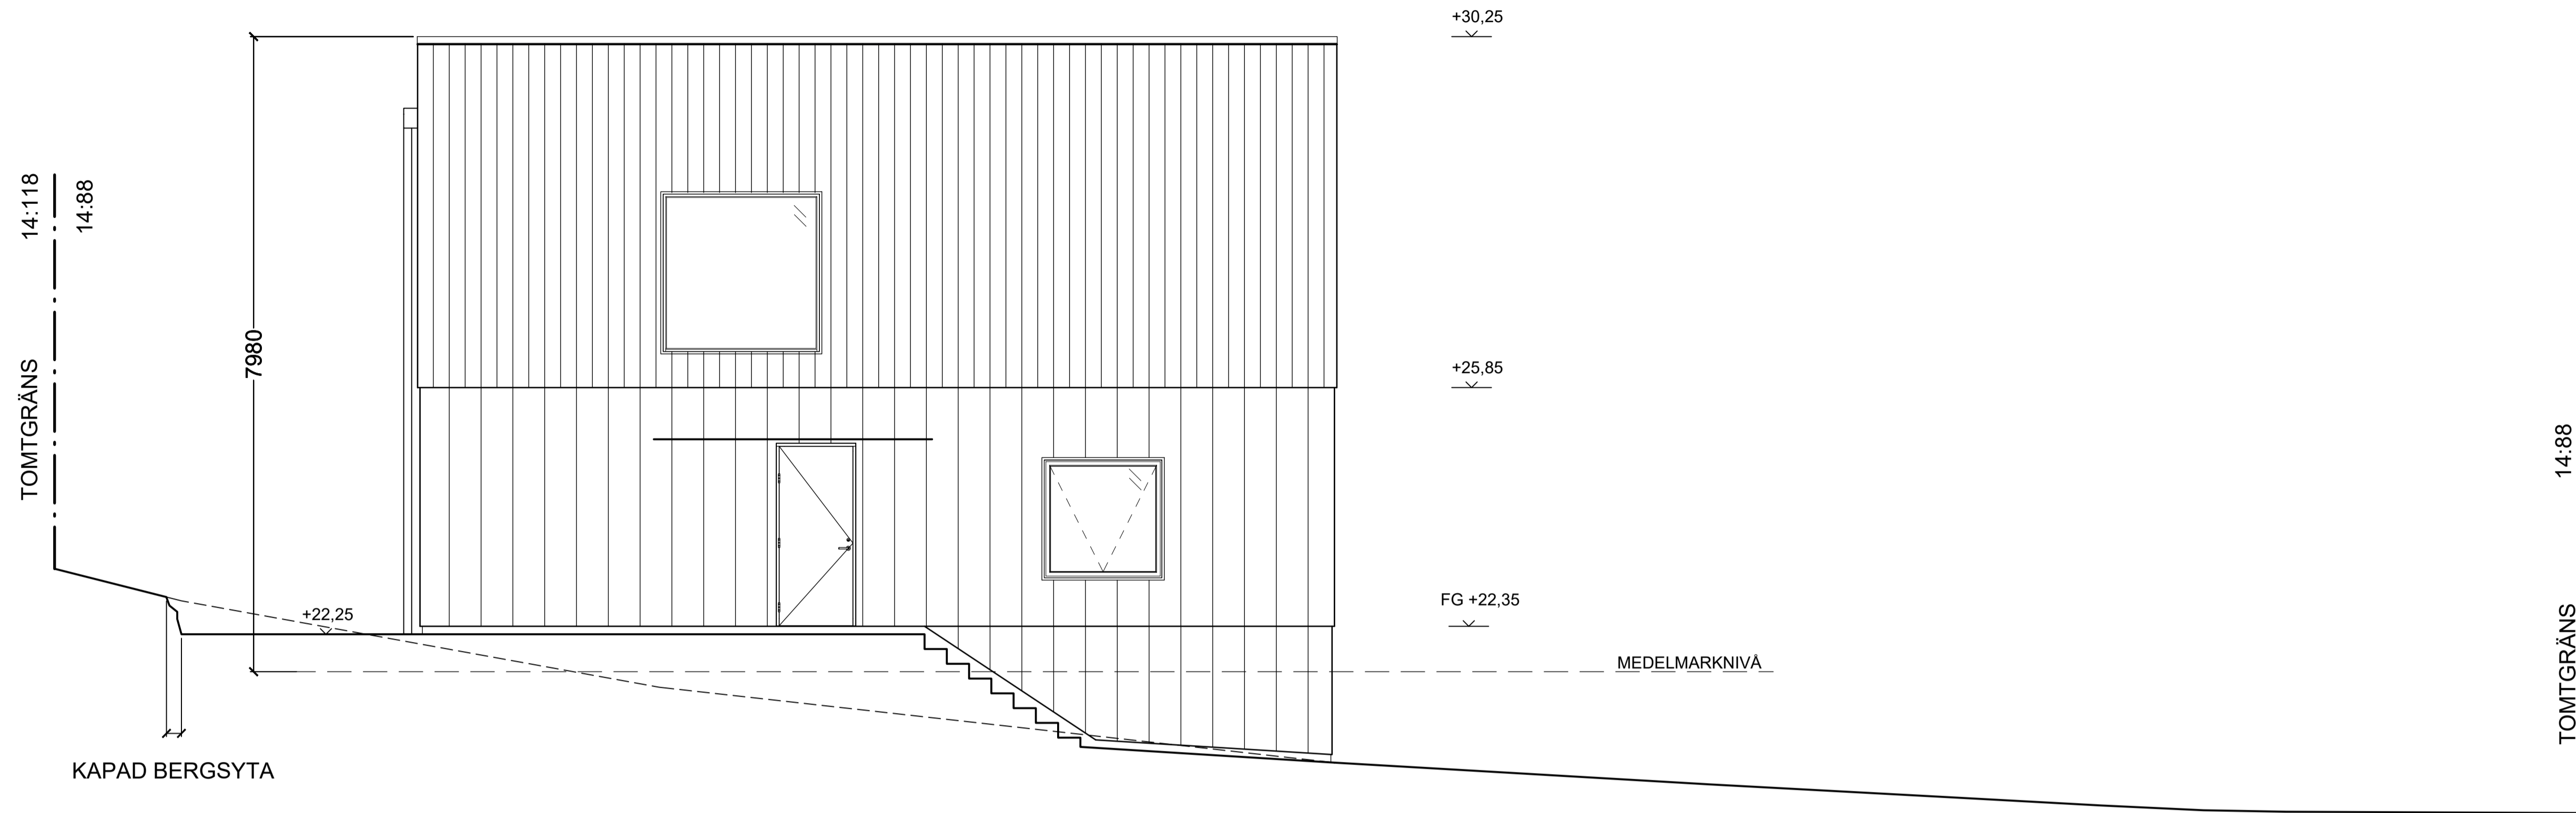 +30,25
14:118
14:88
7980
+25,85
TOMTGRÄNS
14:88
+22,25
FG +22,35
MEDELMARKNIVÅ
TOMTGRÄNS
KAPAD BERGSYTA